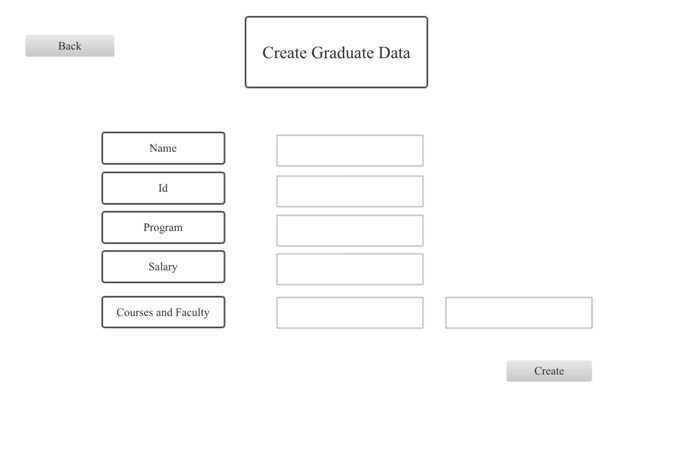 Back
Create Graduate Data
Name
Id
Program
Salary
Courses and Faculty
Create